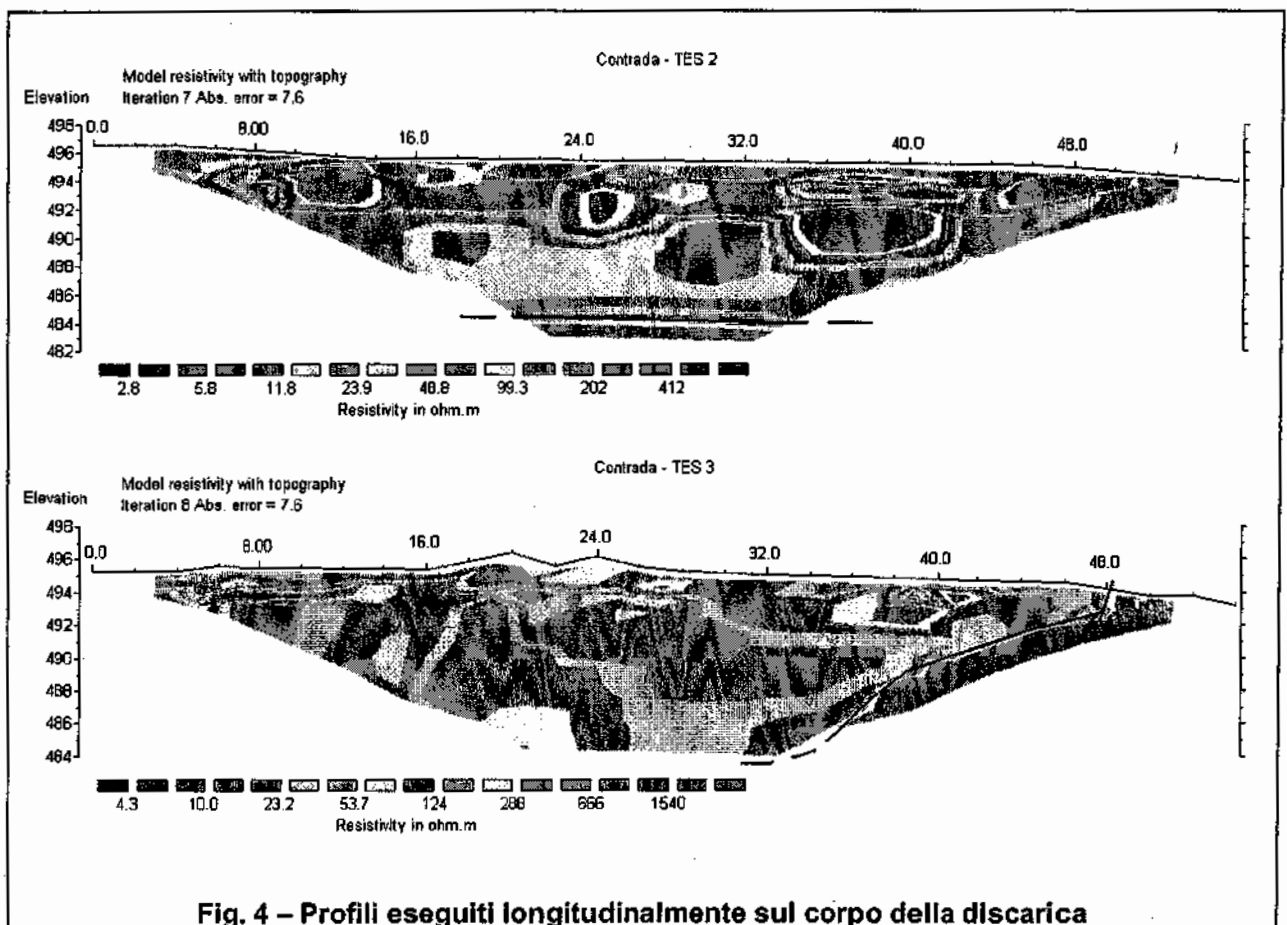 Contrada - TES 2
Model resistivity with topography
Elevation
Iteration 7 Abs. error = 7.6
0.0 8.00 16.0 24.0 32.0 40.0 48.0
498
496
494
492
490
488
486
484
482
2.8 5.8 11.8 23.9 48.8 99.3 202 412
Resistivity in ohm.m
Contrada - TES 3
Model resistivity with topography
Elevation
Iteration 8 Abs. error = 7.6
0.0 8.00 16.0 24.0 32.0 40.0 48.0
498
496
494
492
490
488
486
484
4.3 10.0 23.2 53.7 124 288 666 1540
Resistivity in ohm.m
Fig. 4 – Profili eseguiti longitudinalmente sul corpo della discarica